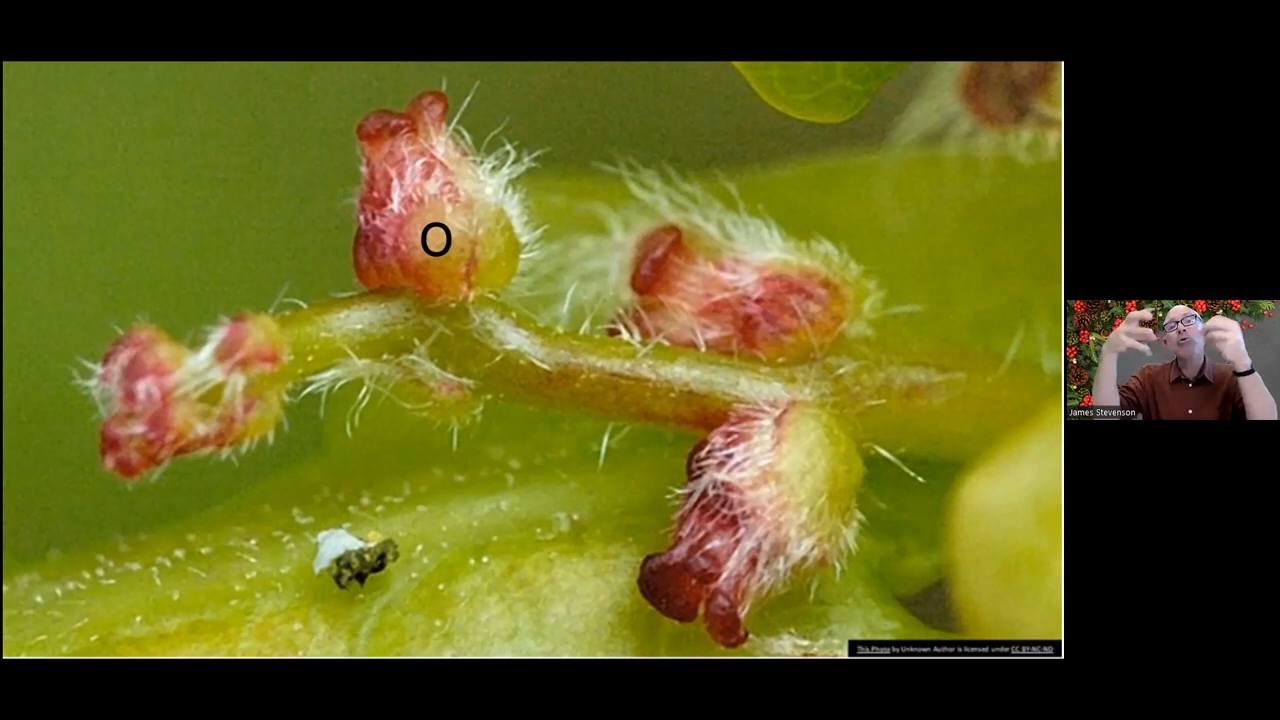 O
James Stevenson
This Photo by Unknown Author is licensed under CC BY-NC-ND